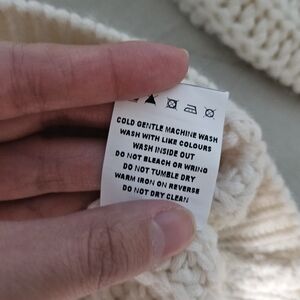 COLD GENTLE MACHINE WASH
WASH WITH LIKE COLOURS
WASH INSIDE OUT
DO NOT BLEACH OR WRING
DO NOT TUMBLE DRY
WARM IRON ON REVERSE
DO NOT DRY CLEAN